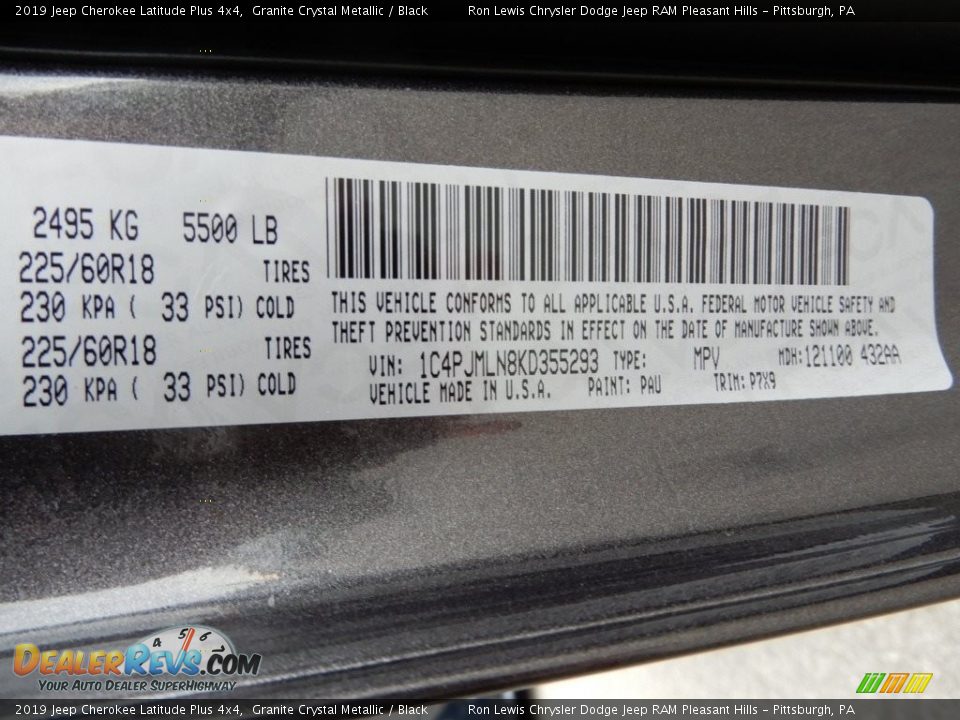 2019 Jeep Cherokee Latitude Plus 4x4, Granite Crystal Metallic / Black Ron Lewis Chrysler Dodge Jeep RAM Pleasant Hills - Pittsburgh, PA
2495 KG 5500 LB
225/60R18 TIRES
230 KPA ( 33 PSI) COLD
225/60R18 TIRES
230 KPA ( 33 PSI) COLD
THIS VEHICLE CONFORMS TO ALL APPLICABLE U.S.A. FEDERAL MOTOR VEHICLE SAFETY AND
THEFT PREVENTION STANDARDS IN EFFECT ON THE DATE OF MANUFACTURE SHOWN ABOVE.
VIN: 1C4PJMLN8KD355293 TYPE: MPV MDH:121100 432AA
VEHICLE MADE IN U.S.A. PAINT: PAU TRIM: P7X9
4 5 6
DealerRevs.com
Your Auto Dealer SuperHighway
2019 Jeep Cherokee Latitude Plus 4x4, Granite Crystal Metallic / Black Ron Lewis Chrysler Dodge Jeep RAM Pleasant Hills - Pittsburgh, PA